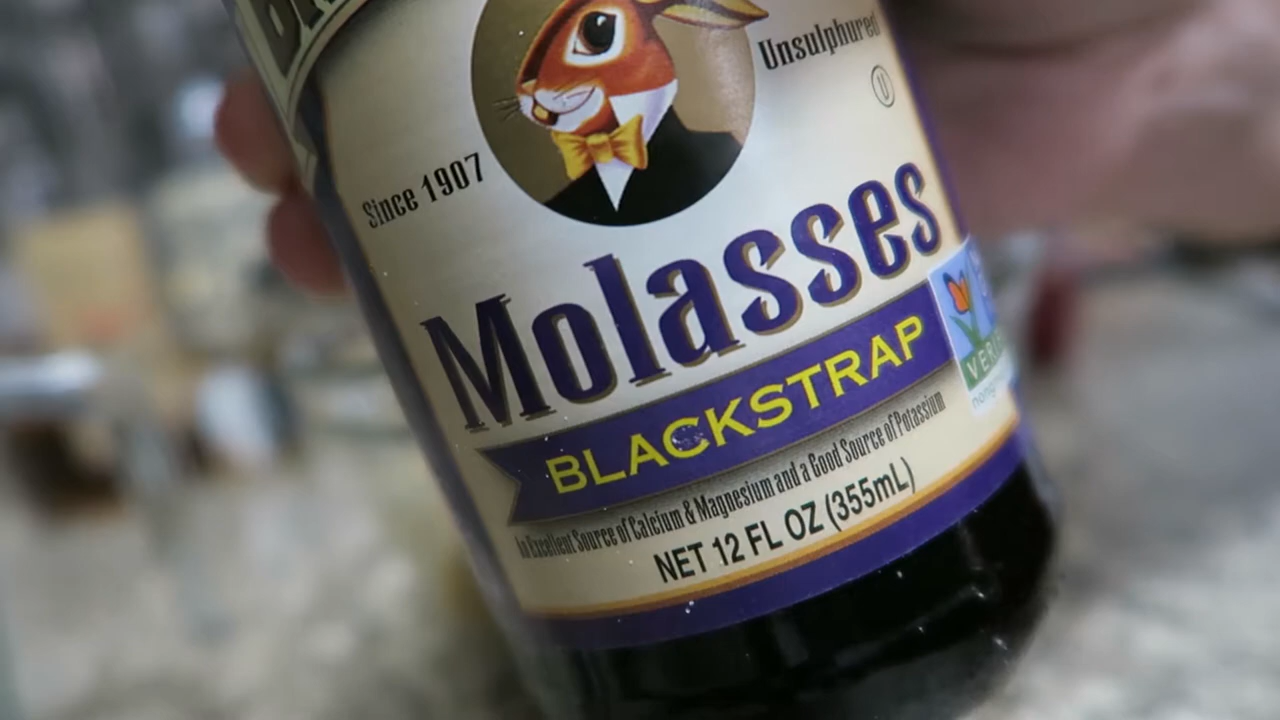 Unsulphured
U
Since 1907
Molasses
BLACKSTRAP
An Excellent Source of Calcium & Magnesium and a Good Source of Potassium
NET 12 FL OZ (355mL)